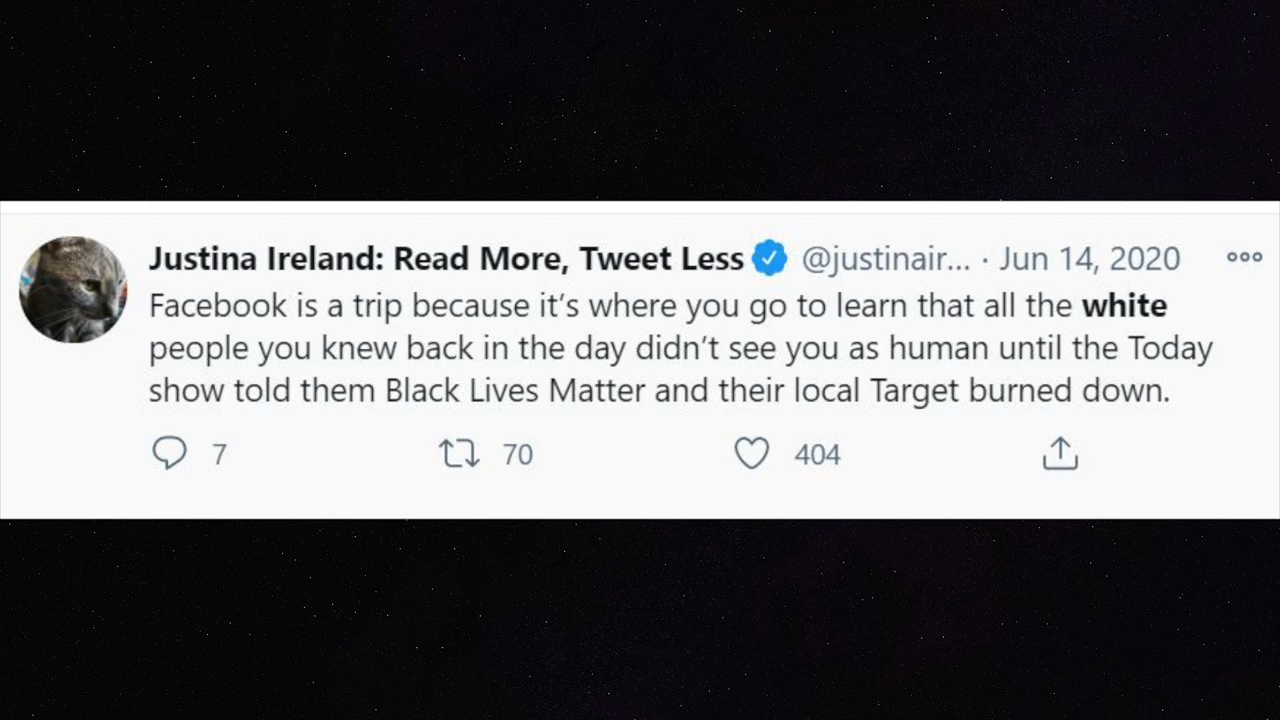 Justina Ireland: Read More, Tweet Less @justinair... · Jun 14, 2020
Facebook is a trip because it’s where you go to learn that all the white
people you knew back in the day didn’t see you as human until the Today
show told them Black Lives Matter and their local Target burned down.
7 70 404